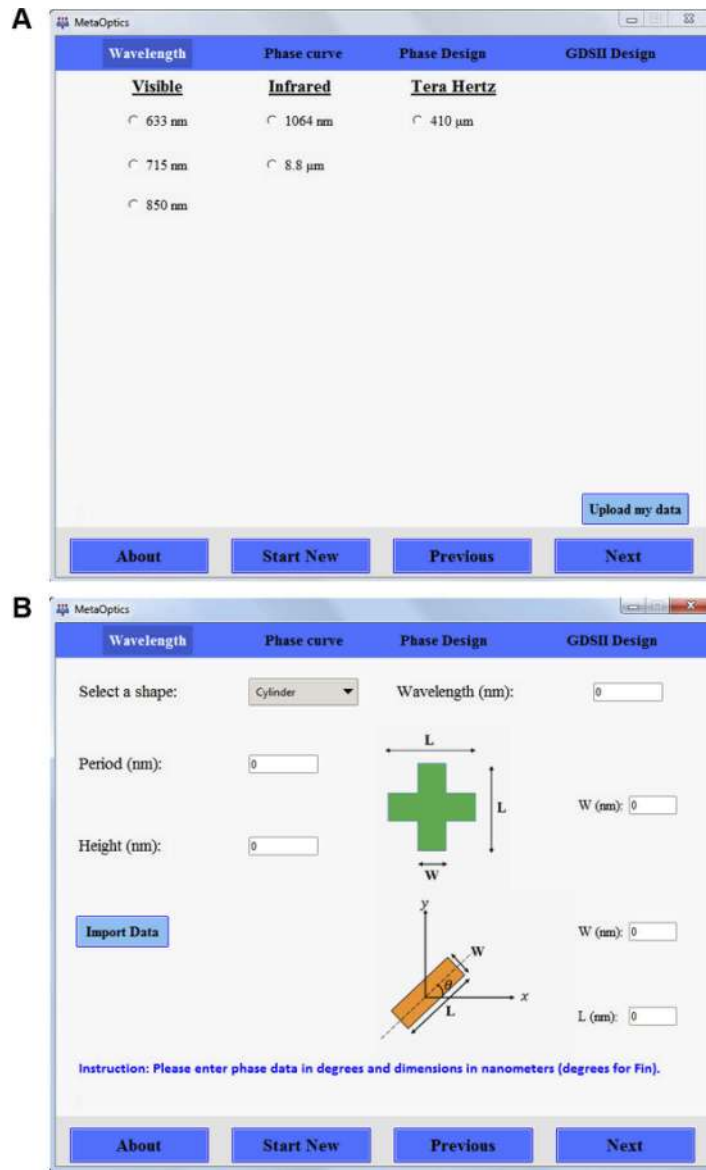 A
MetaOptics
Wavelength Phase curve Phase Design GDSII Design
Visible Infrared Tera Hertz
633 nm 1064 nm 410 μm
715 nm 8.8 μm
850 nm
Upload my data
About Start New Previous Next
B
MetaOptics
Wavelength Phase curve Phase Design GDSII Design
Select a shape: Cylinder Wavelength (nm): 0
L
Period (nm): 0
L W (nm): 0
Height (nm): 0
W
y
Import Data W (nm): 0
W
θ
x
L L (nm): 0
Instruction: Please enter phase data in degrees and dimensions in nanometers (degrees for Fin).
About Start New Previous Next